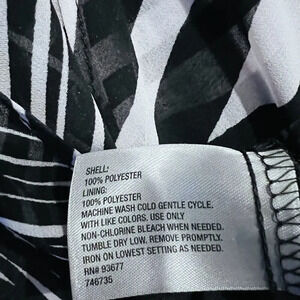 SHELL:
100% POLYESTER
LINING:
100% POLYESTER
MACHINE WASH COLD GENTLE CYCLE.
WITH LIKE COLORS. USE ONLY
NON-CHLORINE BLEACH WHEN NEEDED.
TUMBLE DRY LOW. REMOVE PROMPTLY.
IRON ON LOWEST SETTING AS NEEDED.
RN# 93677
746735